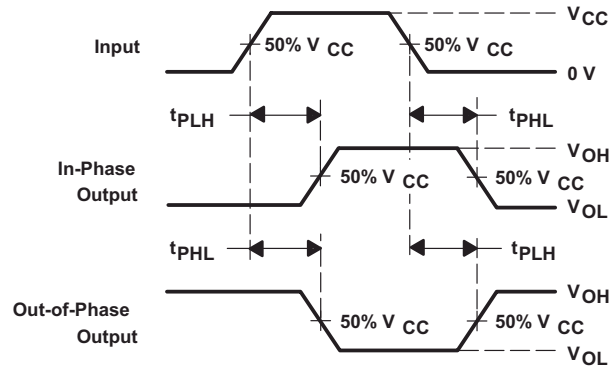 VCC
Input
50% VCC
50% VCC
0 V
tPLH
tPHL
VOH
In-Phase
Output
50% VCC
50% VCC
VOL
tPHL
tPLH
VOH
Out-of-Phase
Output
50% VCC
50% VCC
VOL